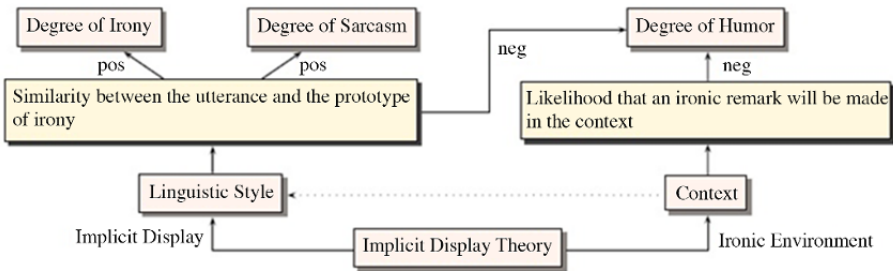 Degree of Irony
Degree of Sarcasm
Degree of Humor
pos
pos
neg
neg
Similarity between the utterance and the prototype
of irony
Likelihood that an ironic remark will be made
in the context
Linguistic Style
Context
Implicit Display
Implicit Display Theory
Ironic Environment